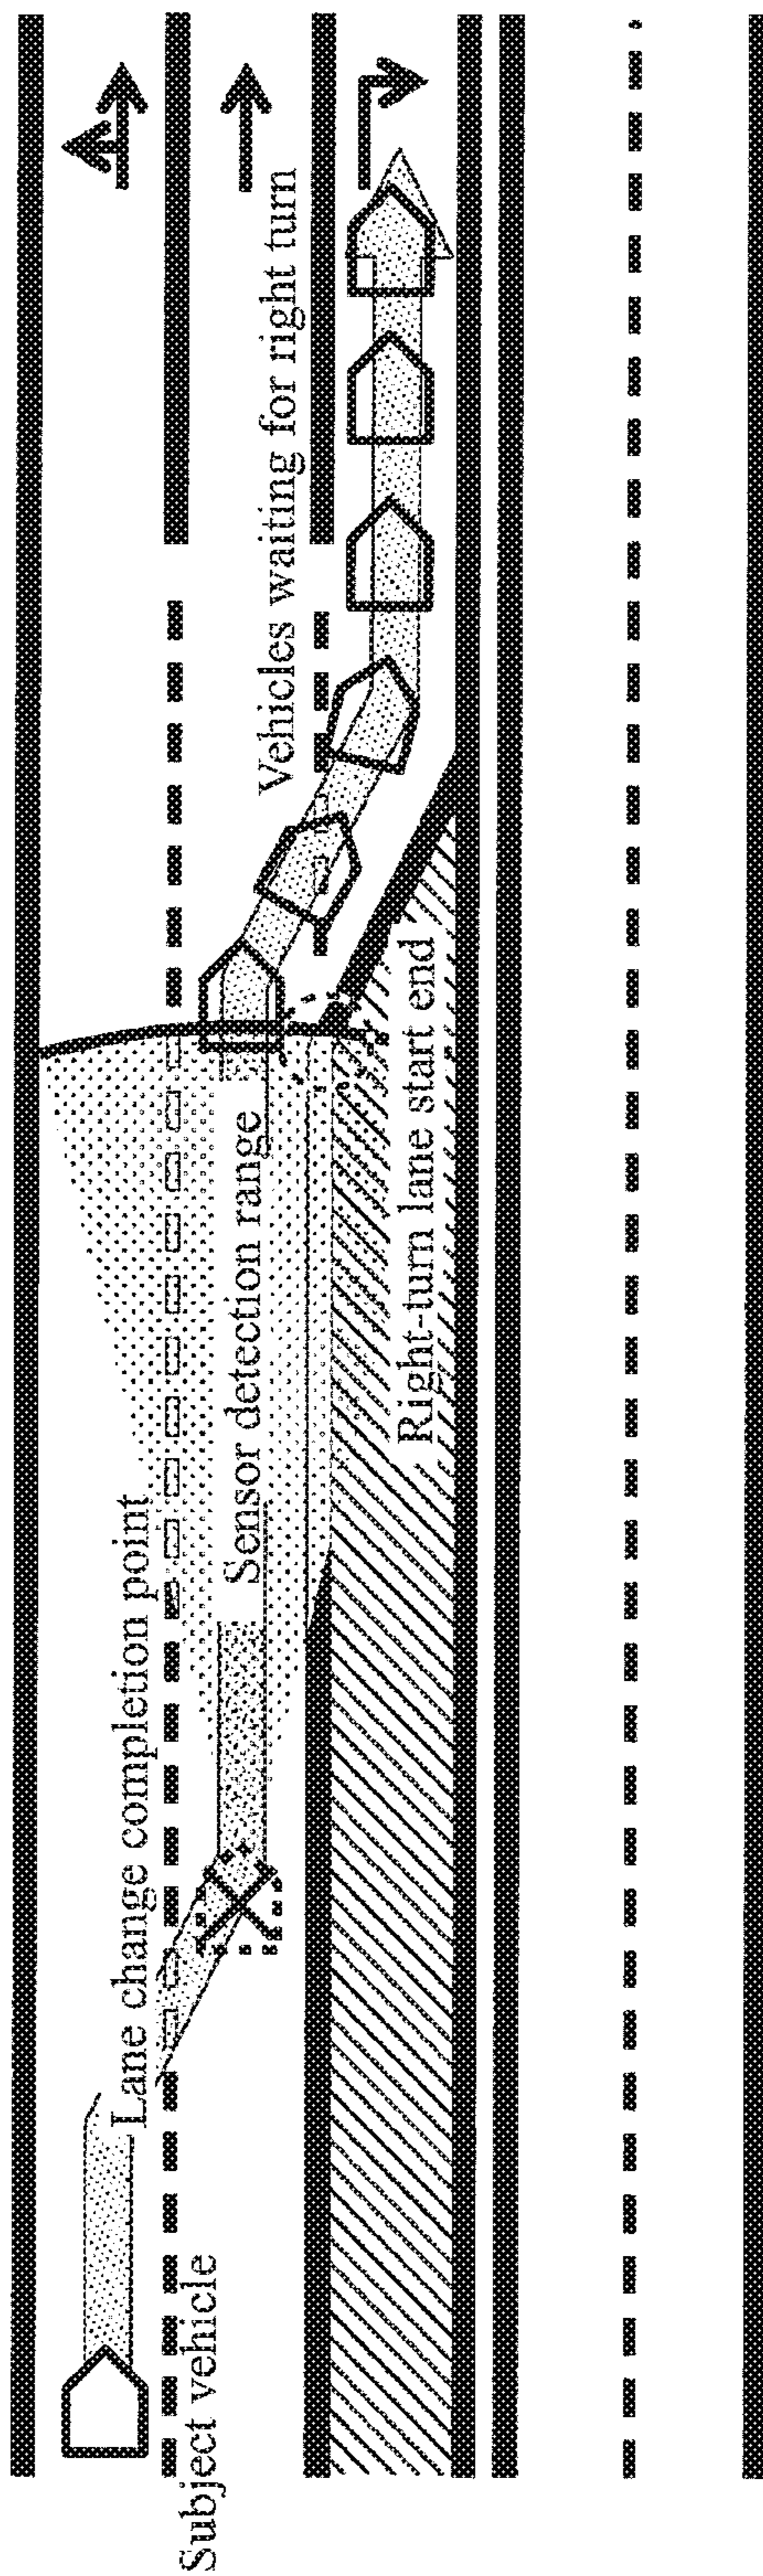 Subject vehicle
Lane change completion point
Sensor detection range
Right-turn lane start end
Vehicles waiting for right turn